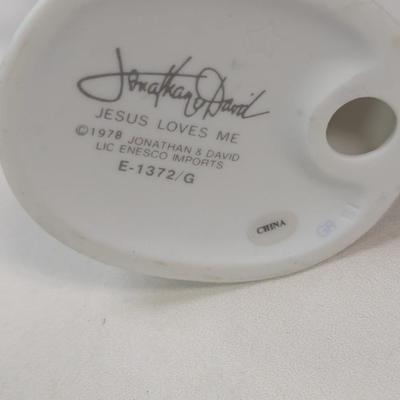 Jonathan & David
JESUS LOVES ME
©1978 JONATHAN & DAVID
LIC ENESCO IMPORTS
E-1372/G
CHINA